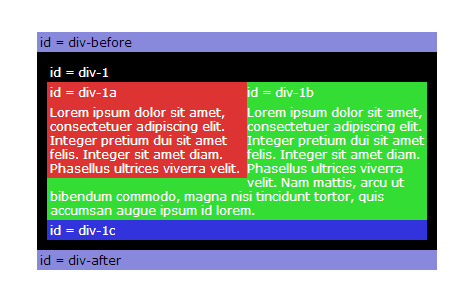 id = div-before
id = div-1
id = div-1a
Lorem ipsum dolor sit amet,
consectetuer adipiscing elit.
Integer pretium dui sit amet
felis. Integer sit amet diam.
Phasellus ultrices viverra velit.
id = div-1b
Lorem ipsum dolor sit amet,
consectetuer adipiscing elit.
Integer pretium dui sit amet
felis. Integer sit amet diam.
Phasellus ultrices viverra
velit. Nam mattis, arcu ut
bibendum commodo, magna nisi tincidunt tortor, quis
accumsan augue ipsum id lorem.
id = div-1c
id = div-after